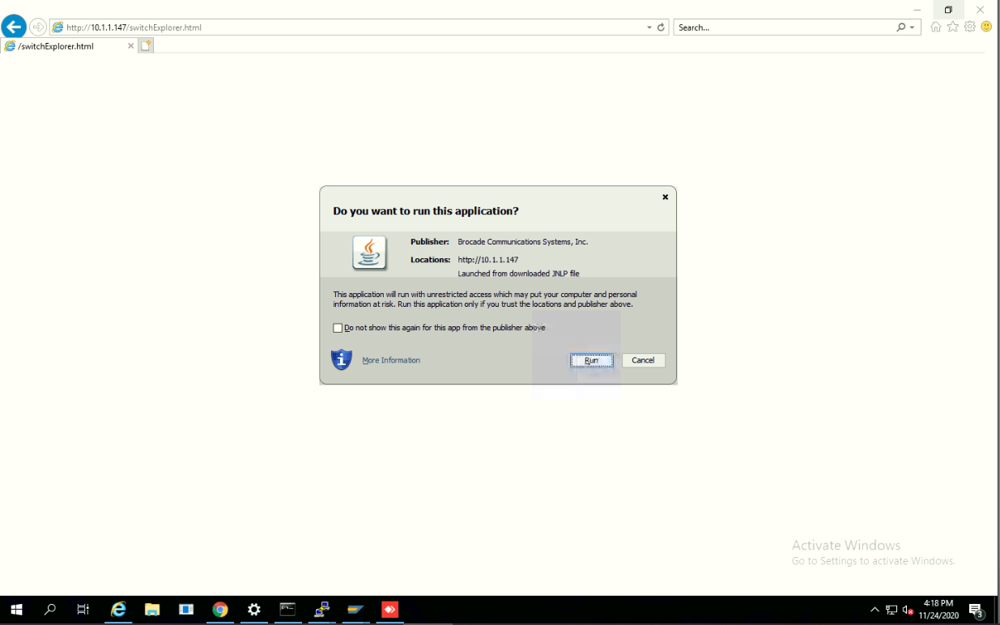 http://10.1.1.147/switchExplorer.html
Search...
/switchExplorer.html
Do you want to run this application?
Publisher: Brocade Communications Systems, Inc.
Locations: http://10.1.1.147
Launched from downloaded JNLP file
This application will run with unrestricted access which may put your computer and personal
information at risk. Run this application only if you trust the locations and publisher above.
Do not show this again for this app from the publisher above
More Information
Run
Cancel
Activate Windows
Go to Settings to activate Windows.
4:18 PM
11/24/2020
3